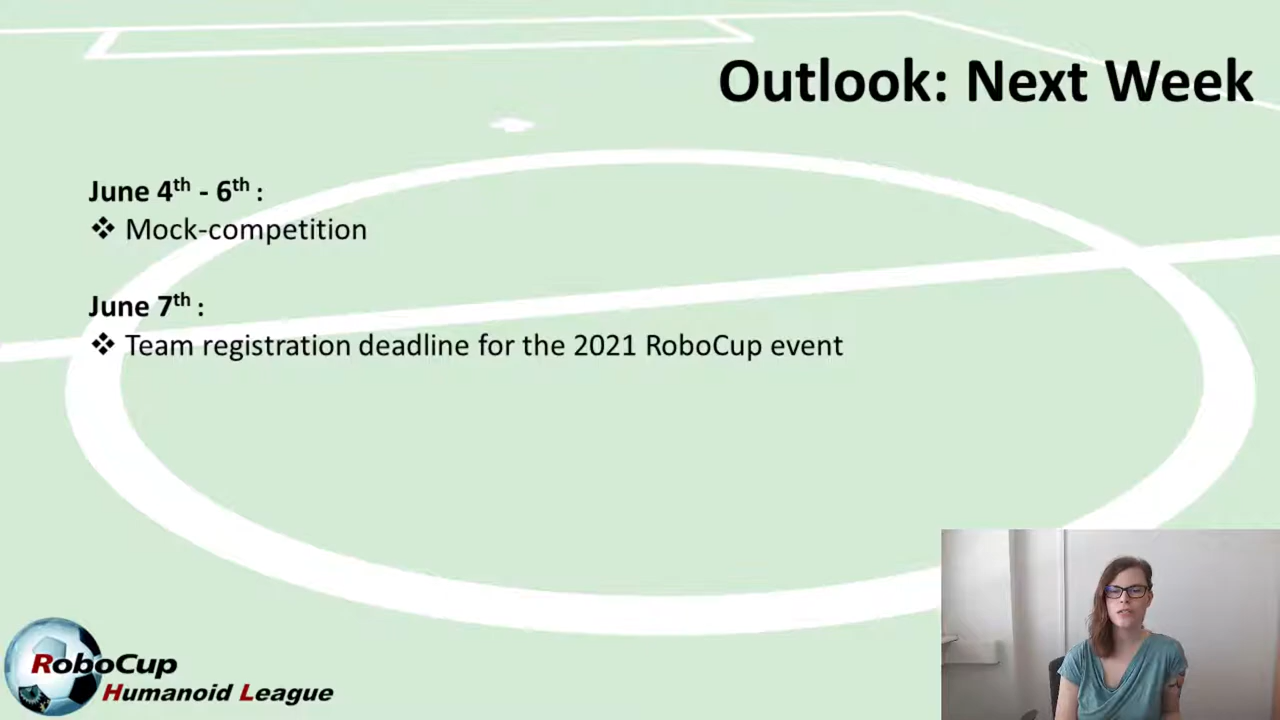 Outlook: Next Week
June 4th - 6th :
❖ Mock-competition
June 7th :
❖ Team registration deadline for the 2021 RoboCup event
RoboCup
Humanoid League